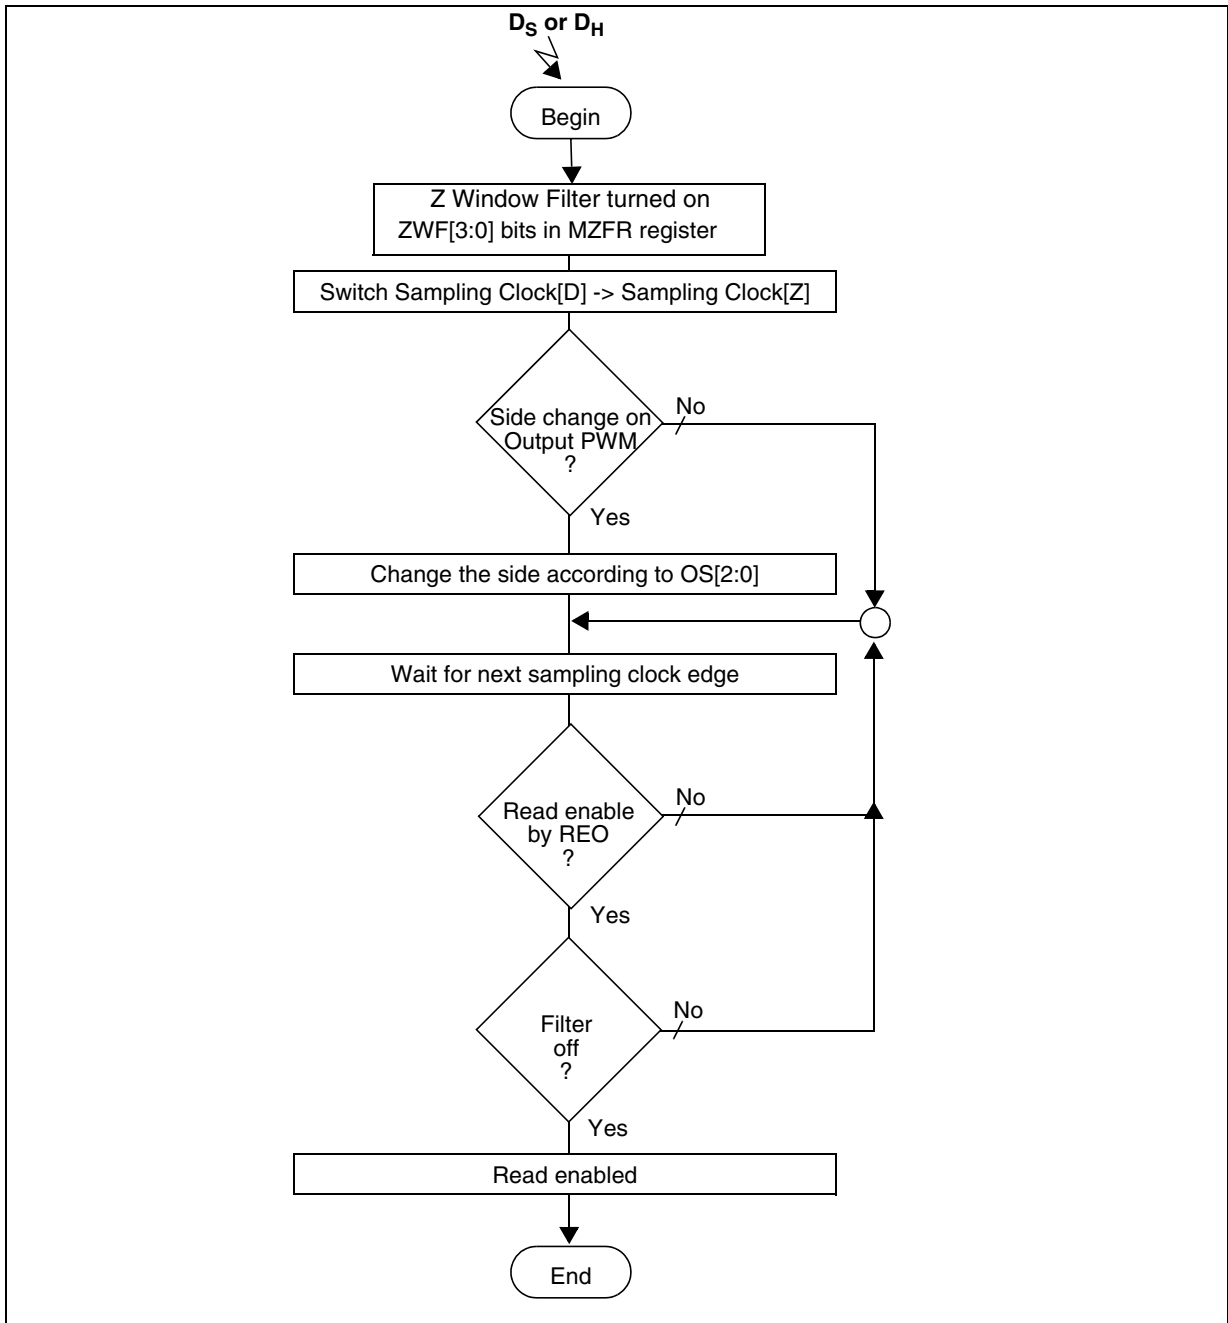 DS or DH
Begin
Z Window Filter turned on
ZWF[3:0] bits in MZFR register
Switch Sampling Clock[D] -> Sampling Clock[Z]
Side change on
Output PWM
?
No
Yes
Change the side according to OS[2:0]
Wait for next sampling clock edge
Read enable
by REO
?
No
Yes
Filter
off
?
No
Yes
Read enabled
End